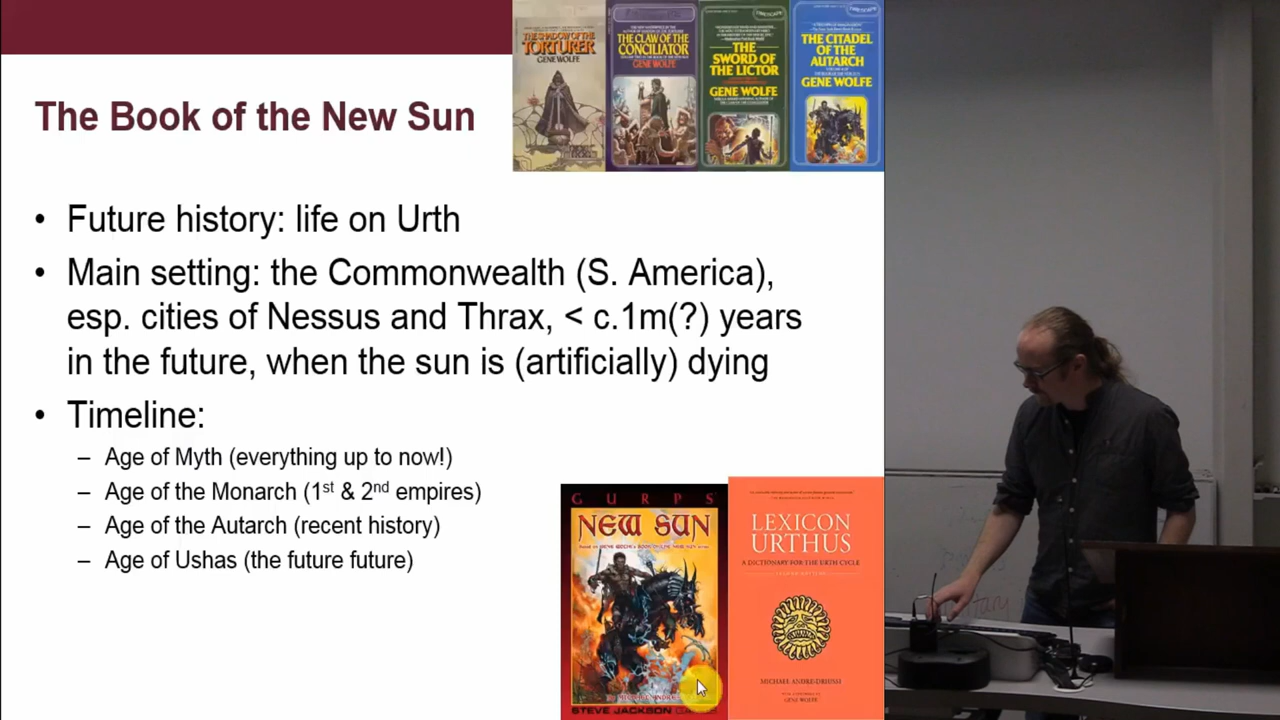 THE SHADOW OF THE
TORTURER
GENE WOLFE
THE CLAW OF THE
CONCILIATOR
GENE WOLFE
THE
SWORD OF
THE LICTOR
GENE WOLFE
THE CITADEL
OF THE
AUTARCH
GENE WOLFE
The Book of the New Sun
• Future history: life on Urth
• Main setting: the Commonwealth (S. America),
esp. cities of Nessus and Thrax, < c.1m(?) years
in the future, when the sun is (artificially) dying
• Timeline:
– Age of Myth (everything up to now!)
– Age of the Monarch (1st & 2nd empires)
– Age of the Autarch (recent history)
– Age of Ushas (the future future)
GURPS
NEW SUN
STEVE JACKSON GAMES
LEXICON
URTHUS
A DICTIONARY FOR THE URTH CYCLE
MICHAEL ANDRE-DRIUSSI
GENE WOLFE